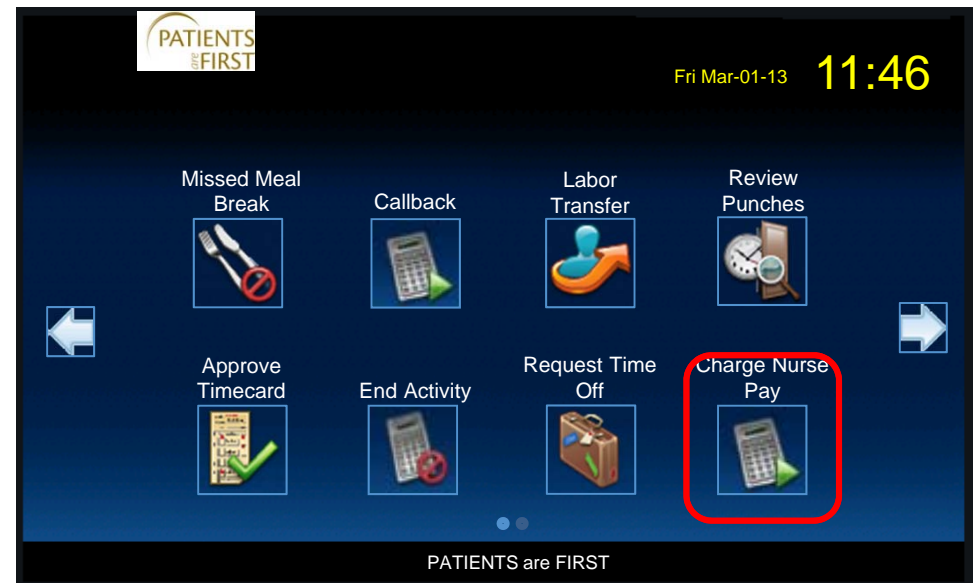 PATIENTS
are FIRST
Fri Mar-01-13 11:46
Missed Meal
Break
Callback
Labor
Transfer
Review
Punches
Approve
Timecard
End Activity
Request Time
Off
Charge Nurse
Pay
PATIENTS are FIRST